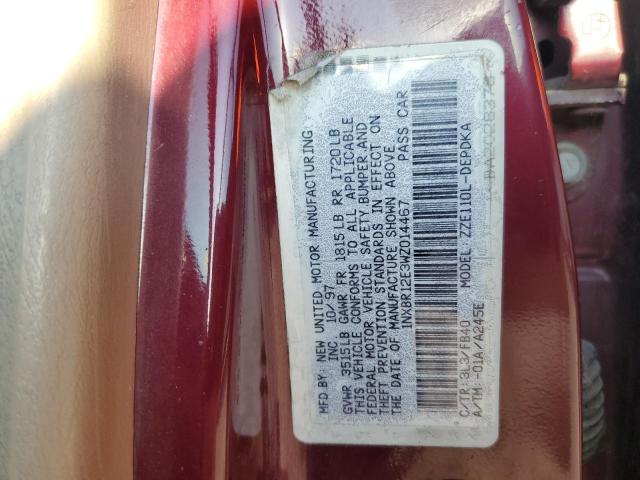 MFD BY: NEW UNITED MOTOR MANUFACTURING
INC 10/97
GVWR 3515LB GAWR FR 1815LB RR 1720LB
THIS VEHICLE CONFORMS TO ALL APPLICABLE
FEDERAL MOTOR VEHICLE SAFETY BUMPER,AND
THEFT PREVENTION STANDARDS IN EFFECT ON
THE DATE OF MANUFACTURE SHOWN ABOVE.
1NXBR12E3WZ014467 PASS CAR
C/TR: 3L3/FB40 MODEL: ZZE110L-DEPDKA
A/TM: -01A/A245E